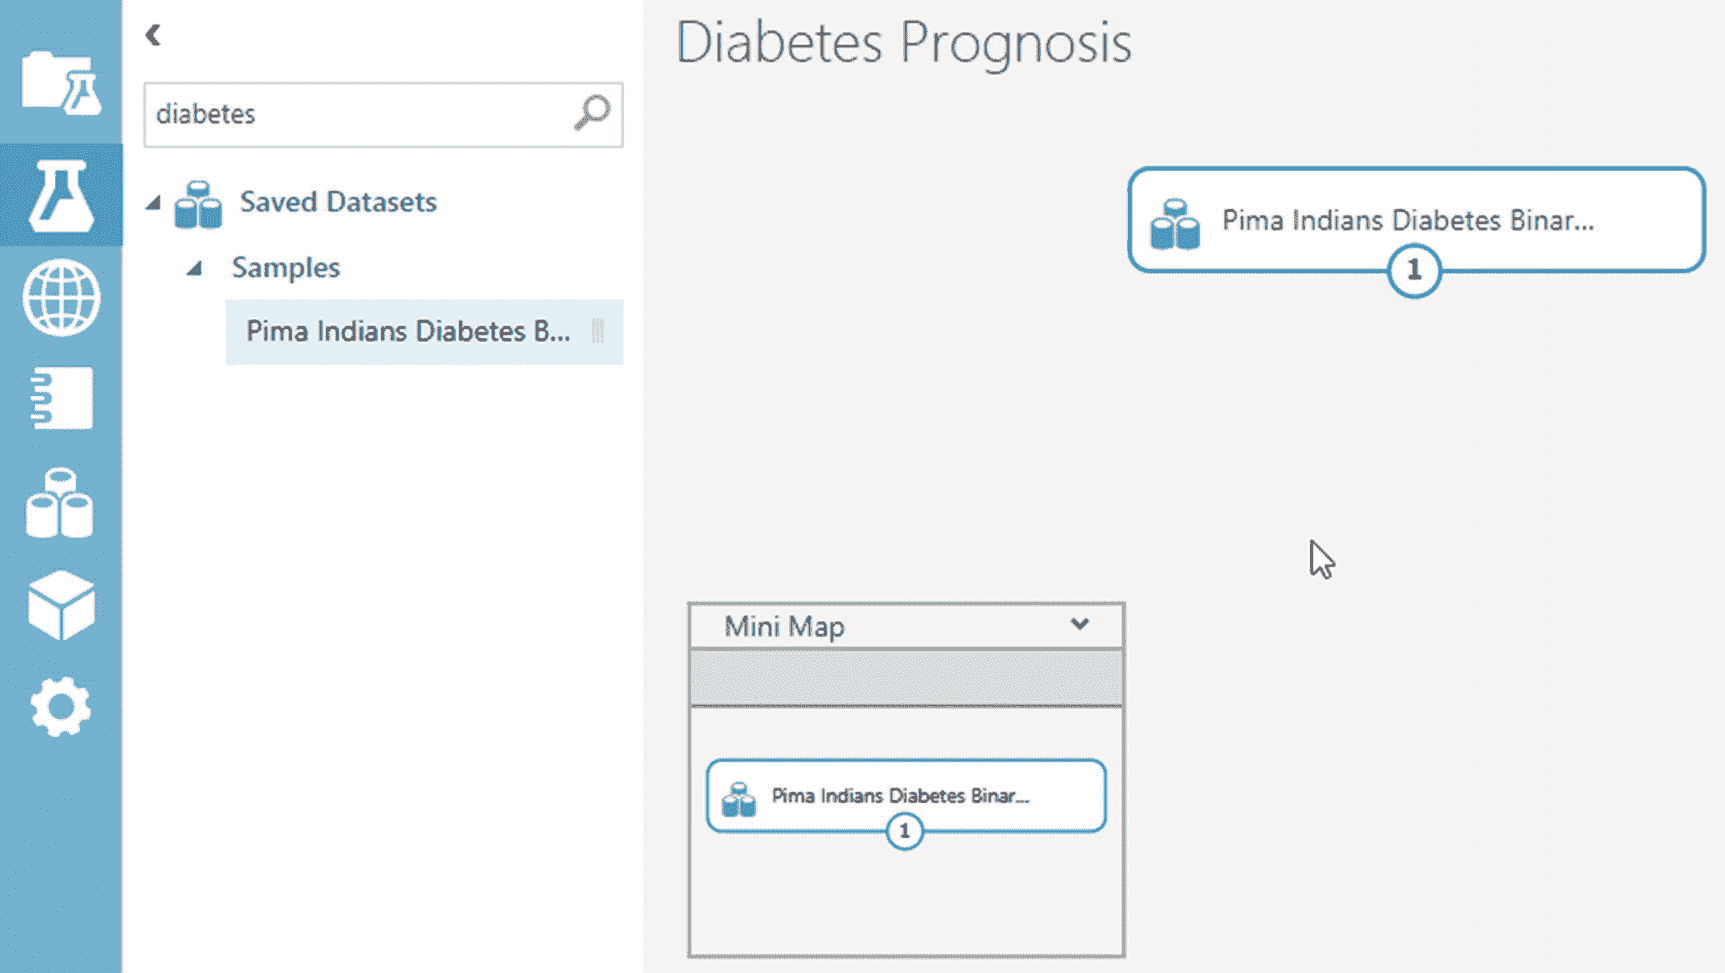 Diabetes Prognosis
diabetes
Saved Datasets
Samples
Pima Indians Diabetes B...
Pima Indians Diabetes Binar...
1
Mini Map
Pima Indians Diabetes Binar...
1